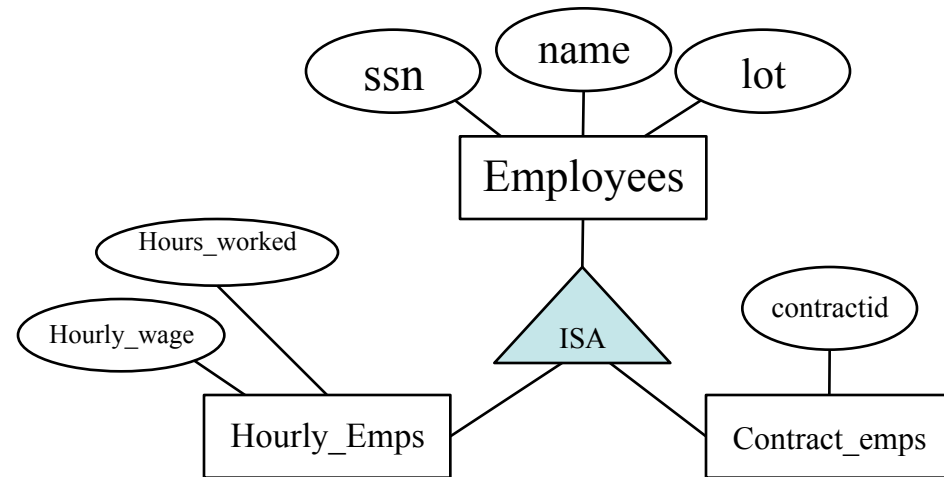 ssn
name
lot
Employees
Hours_worked
Hourly_wage
ISA
contractid
Hourly_Emps
Contract_emps